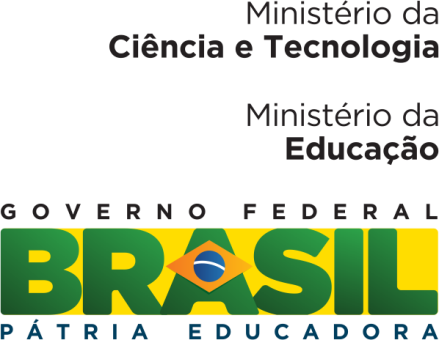 Ministério da
Ciência e Tecnologia
Ministério da
Educação
GOVERNO FEDERAL
BRASIL
PÁTRIA EDUCADORA